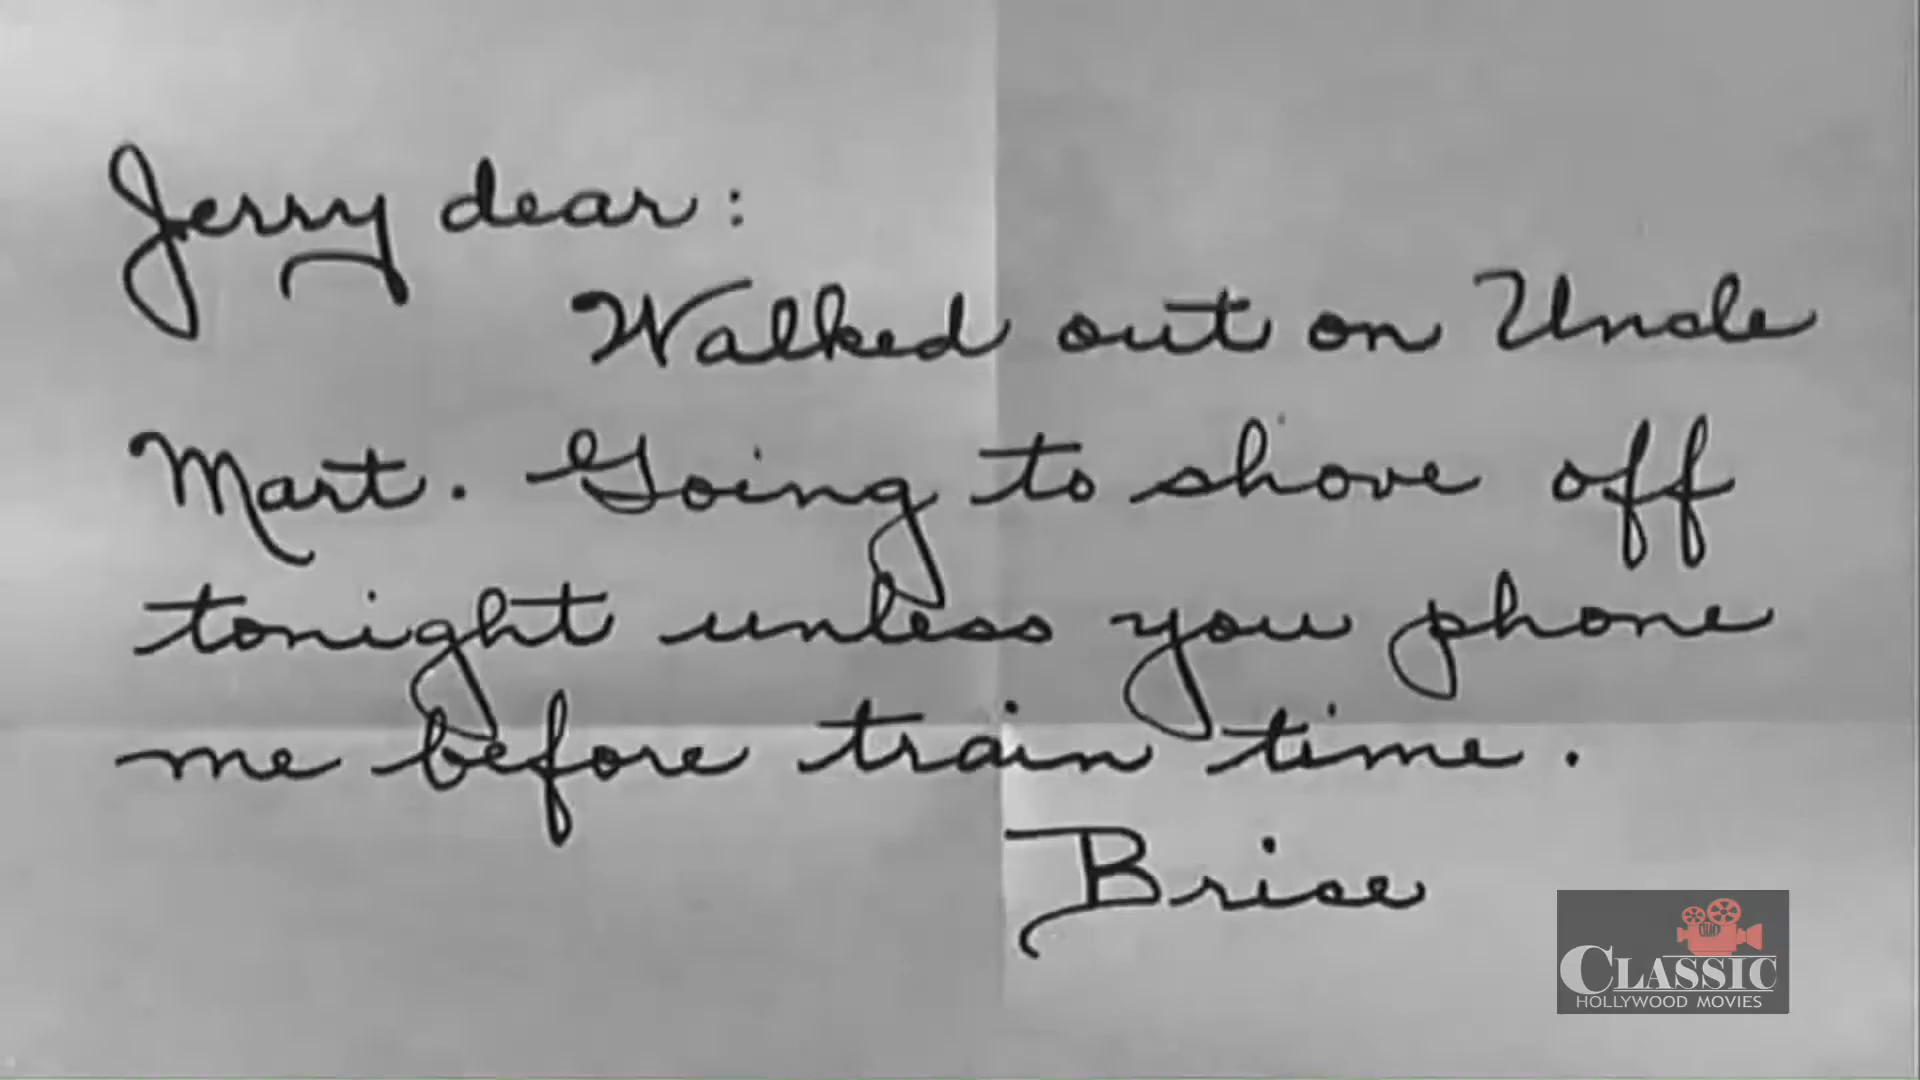 Jerry dear:
Walked out on Uncle
Mart. Going to shove off
tonight unless you phone
me before train time.
Brice
CLASSIC
HOLLYWOOD MOVIES